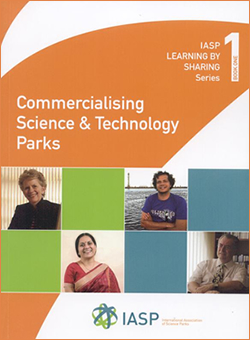 IASP
LEARNING BY
SHARING
Series
BOOK ONE
1
Commercialising
Science & Technology
Parks
IASP
International Association
of Science Parks